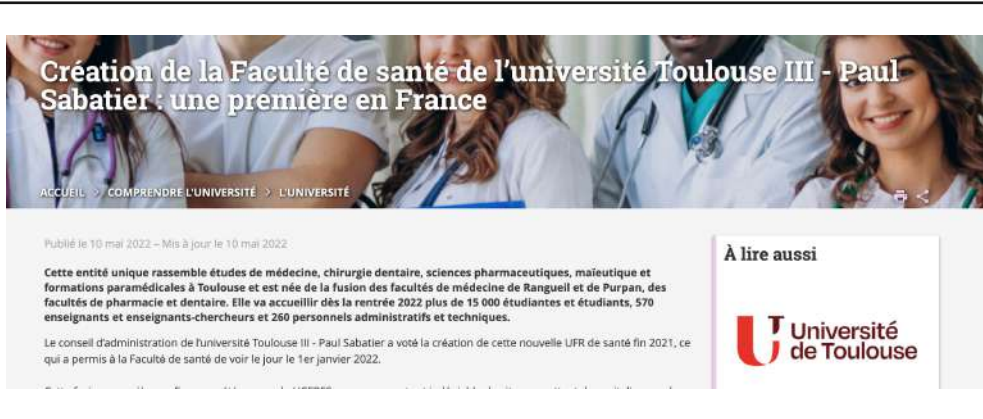 Création de la Faculté de santé de l'université Toulouse III - Paul
Sabatier : une première en France
ACCUEIL > COMPRENDRE L'UNIVERSITÉ > L'UNIVERSITÉ
Publié le 10 mai 2022 – Mis à jour le 10 mai 2022
Cette entité unique rassemble études de médecine, chirurgie dentaire, sciences pharmaceutiques, maïeutique et
formations paramédicales à Toulouse et est née de la fusion des facultés de médecine de Rangueil et de Purpan, des
facultés de pharmacie et dentaire. Elle va accueillir dès la rentrée 2022 plus de 15 000 étudiantes et étudiants, 570
enseignants et enseignants-chercheurs et 260 personnels administratifs et techniques.
Le conseil d'administration de l'université Toulouse III - Paul Sabatier a voté la création de cette nouvelle UFR de santé fin 2021, ce
qui a permis à la Faculté de santé de voir le jour le 1er janvier 2022.
À lire aussi
Université
de Toulouse